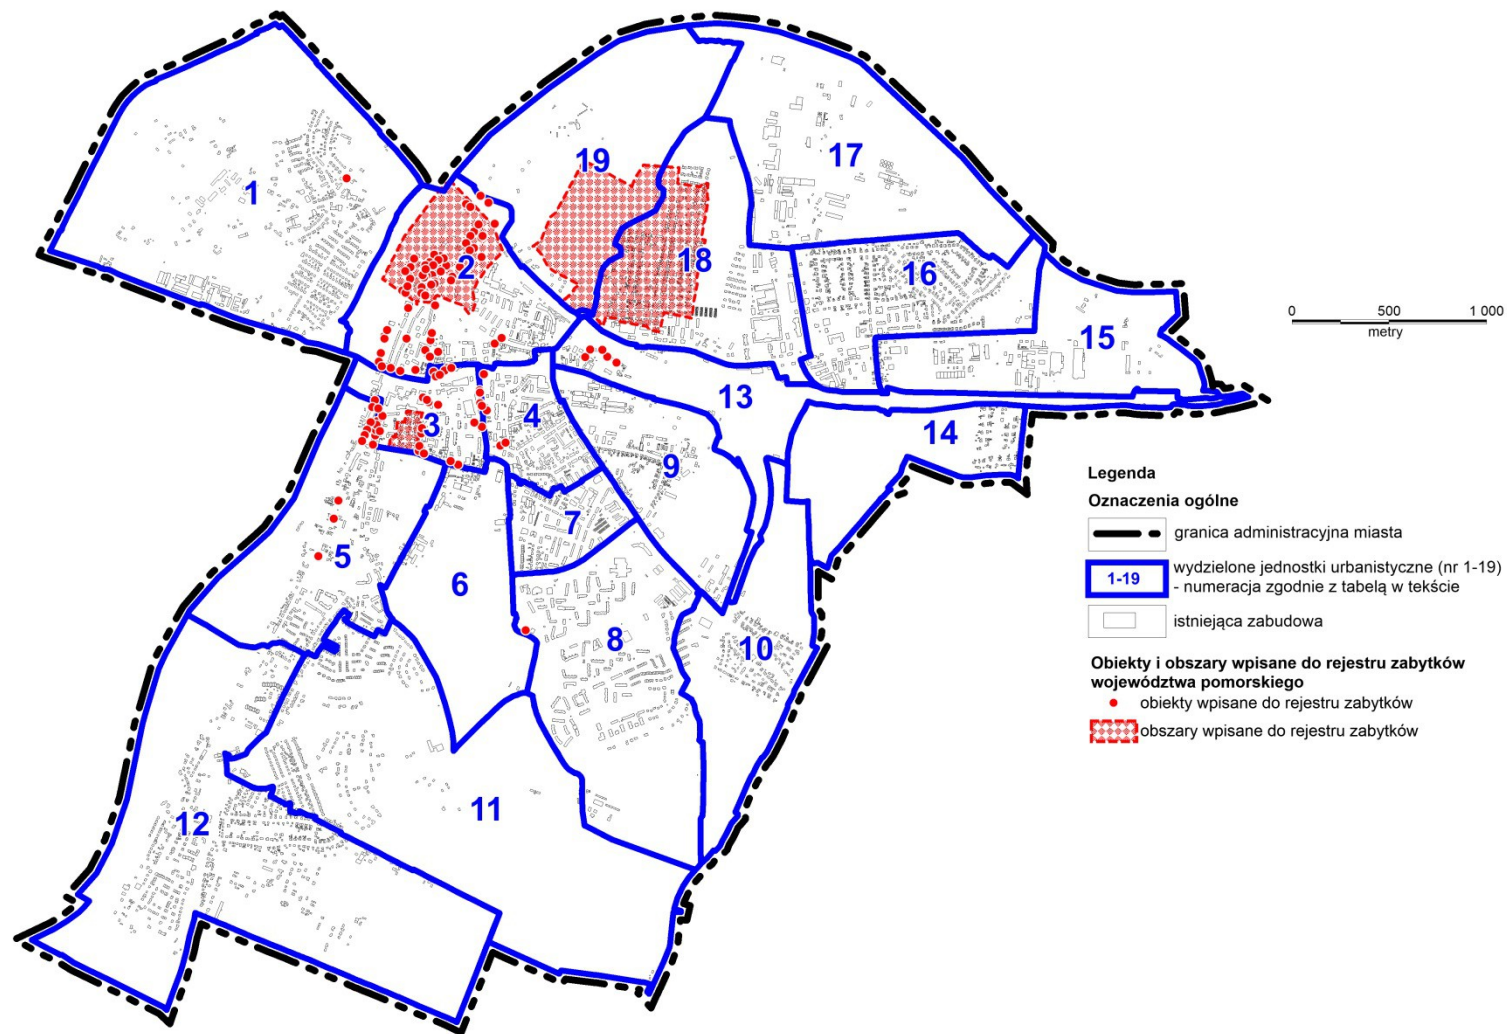 1
2
3
4
5
6
7
8
9
10
11
12
13
14
15
16
17
18
19
0 500 1 000
metry
Legenda
Oznaczenia ogólne
granica administracyjna miasta
1-19
wydzielone jednostki urbanistyczne (nr 1-19)
- numeracja zgodnie z tabelą w tekście
istniejąca zabudowa
Obiekty i obszary wpisane do rejestru zabytków
województwa pomorskiego
obiekty wpisane do rejestru zabytków
obszary wpisane do rejestru zabytków